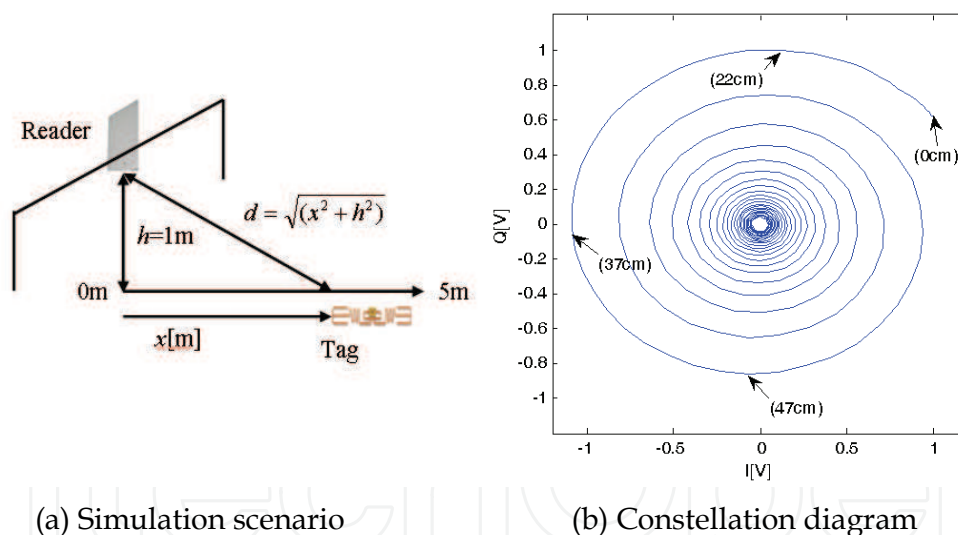 Reader
d = √(x² + h²)
h=1m
0m
5m
x[m]
Tag
(a) Simulation scenario
Q[V]
1
0.8
0.6
0.4
0.2
0
-0.2
-0.4
-0.6
-0.8
-1
(22cm)
(0cm)
(37cm)
(47cm)
-1
-0.5
0
0.5
1
I[V]
(b) Constellation diagram